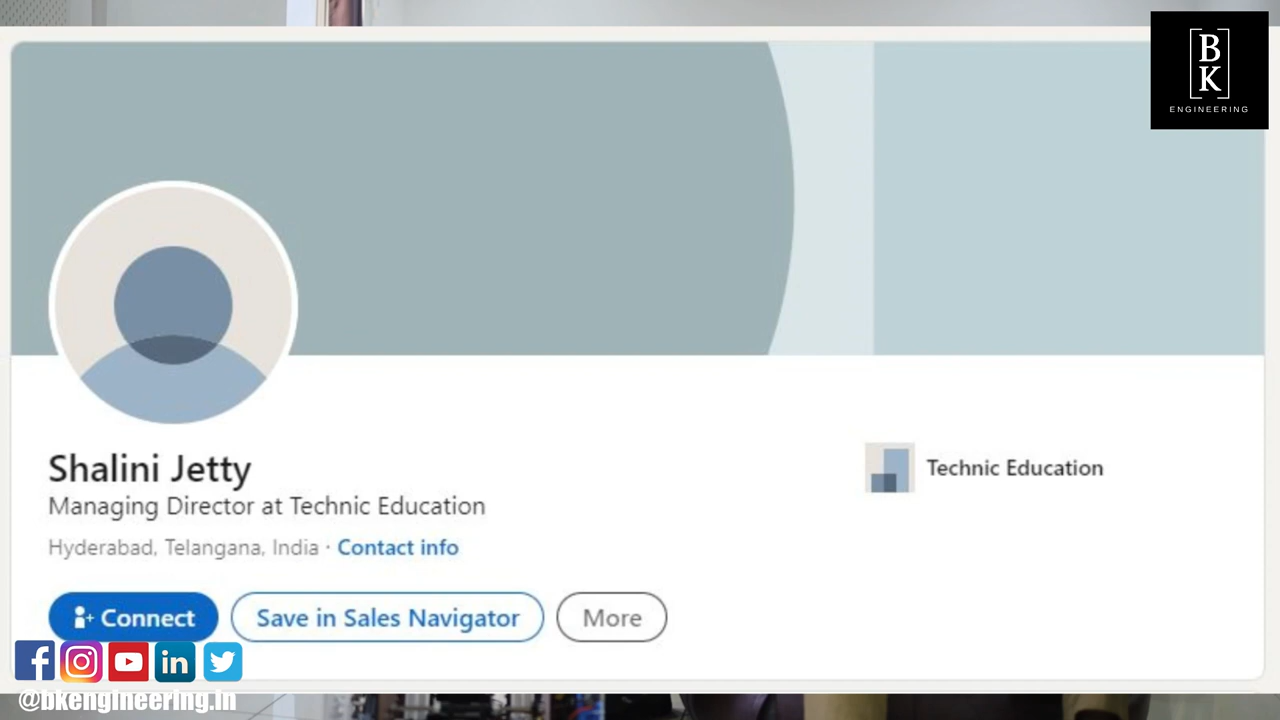 B
K
ENGINEERING
Shalini Jetty
Managing Director at Technic Education
Hyderabad, Telangana, India · Contact info
Technic Education
Connect
Save in Sales Navigator
More
@bkengineering.in